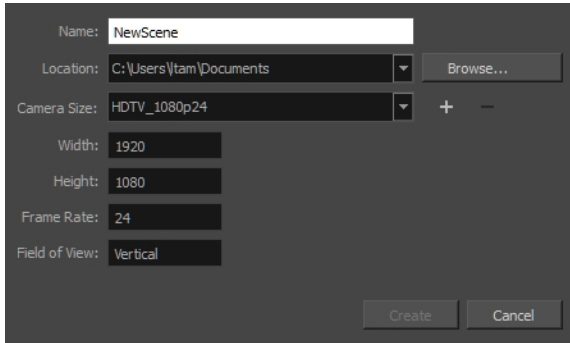 Name: NewScene
Location: C:\Users\ltam\Documents Browse...
Camera Size: HDTV_1080p24
Width: 1920
Height: 1080
Frame Rate: 24
Field of View: Vertical
Create Cancel